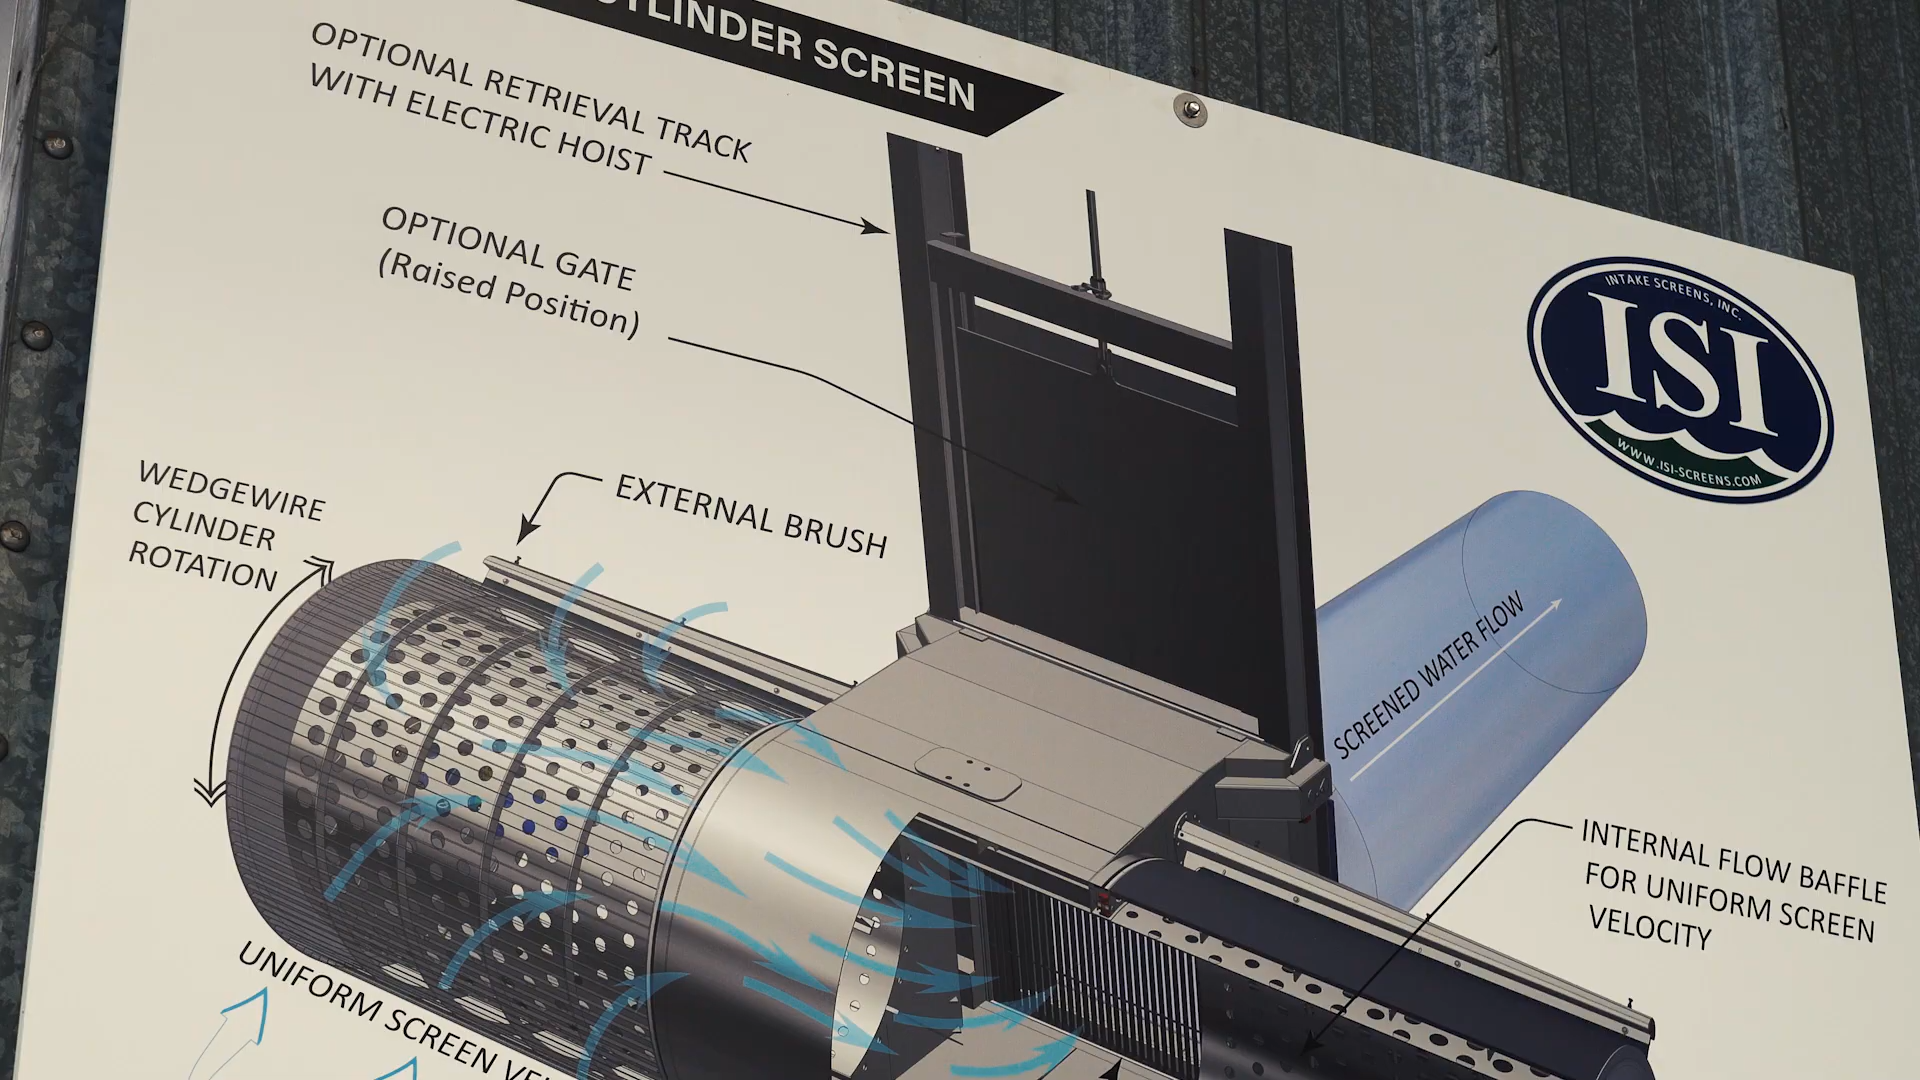 CYLINDER SCREEN
OPTIONAL RETRIEVAL TRACK
WITH ELECTRIC HOIST
OPTIONAL GATE
(Raised Position)
INTAKE SCREENS, INC.
ISI
WWW.ISI-SCREENS.COM
WEDGEWIRE
CYLINDER
ROTATION
EXTERNAL BRUSH
SCREENED WATER FLOW
INTERNAL FLOW BAFFLE
FOR UNIFORM SCREEN
VELOCITY
UNIFORM SCREEN